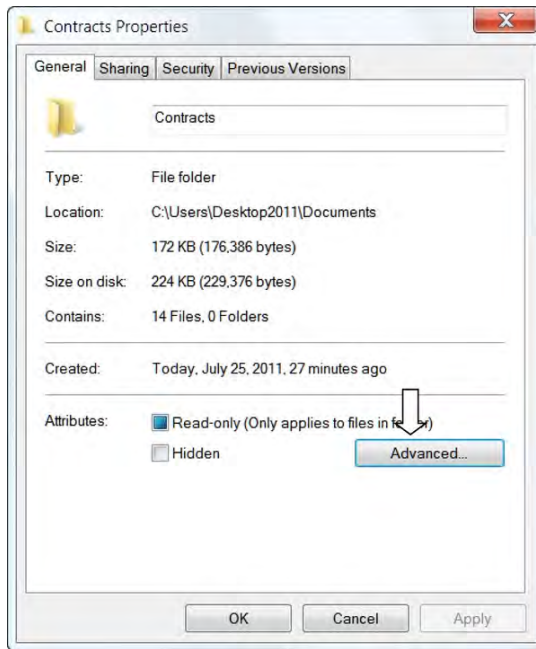 Contracts Properties
X
General Sharing Security Previous Versions
Contracts
Type: File folder
Location: C:\Users\Desktop2011\Documents
Size: 172 KB (176,386 bytes)
Size on disk: 224 KB (229,376 bytes)
Contains: 14 Files, 0 Folders
Created: Today, July 25, 2011, 27 minutes ago
Attributes: Read-only (Only applies to files in folder)
Hidden Advanced...
OK Cancel Apply